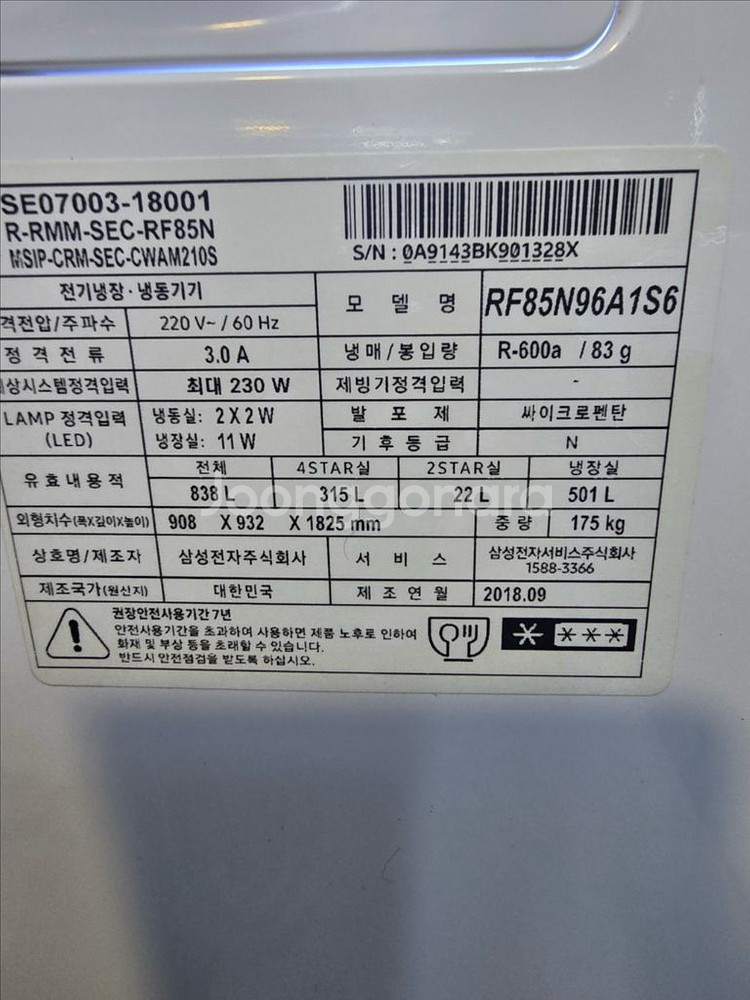 SE07003-18001
R-RMM-SEC-RF85N
MSIP-CRM-SEC-CWAM210S
S/N : 0A9143BK901328X
전기냉장·냉동기기
모 델 명 RF85N96A1S6
격전압/주파수 220 V~ / 60 Hz
정격전류 3.0 A 냉매/봉입량 R-600a / 83 g
상시스템정격입력 최대 230 W 제빙기정격입력 -
LAMP 정격입력 (LED) 냉동실: 2 X 2 W 발 포 제 싸이크로펜탄
냉장실: 11 W 기후등급 N
유효내용적 전체 4STAR실 2STAR실 냉장실
838 L 315 L 22 L 501 L
외형치수(폭X깊이X높이) 908 X 932 X 1825 mm 중 량 175 kg
상호명/제조자 삼성전자주식회사 서 비 스 삼성전자서비스주식회사
1588-3366
제조국가(원산지) 대한민국 제조연월 2018.09
권장안전사용기간 7년
안전사용기간을 초과하여 사용하면 제품 노후로 인하여
화재 및 부상 등을 초래할 수 있습니다.
반드시 안전점검을 받도록 하십시오.
Joonggonara